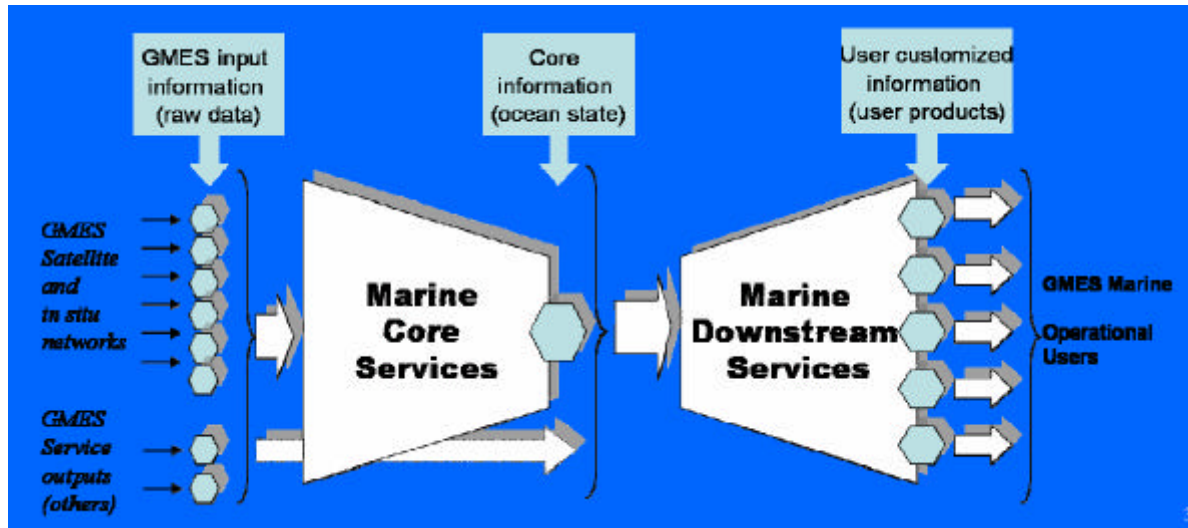 GMES input
information
(raw data)
Core
information
(ocean state)
User customized
information
(user products)
GMES
Satellite
and
in situ
networks
GMES
Service
outputs
(others)
Marine
Core
Services
Marine
Downstream
Services
GMES Marine
Operational
Users
3